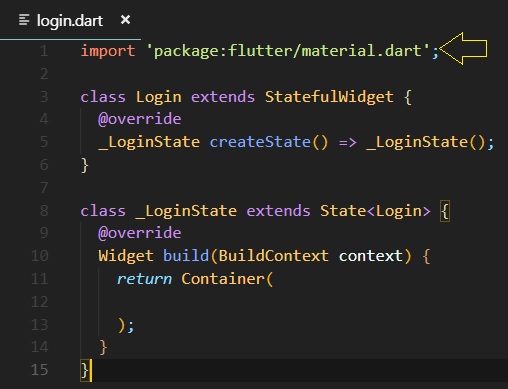 login.dart ×
1 import 'package:flutter/material.dart';
2
3 class Login extends StatefulWidget {
4   @override
5   _LoginState createState() => _LoginState();
6 }
7
8 class _LoginState extends State<Login> {
9   @override
10   Widget build(BuildContext context) {
11     return Container(
12
13     );
14   }
15 }